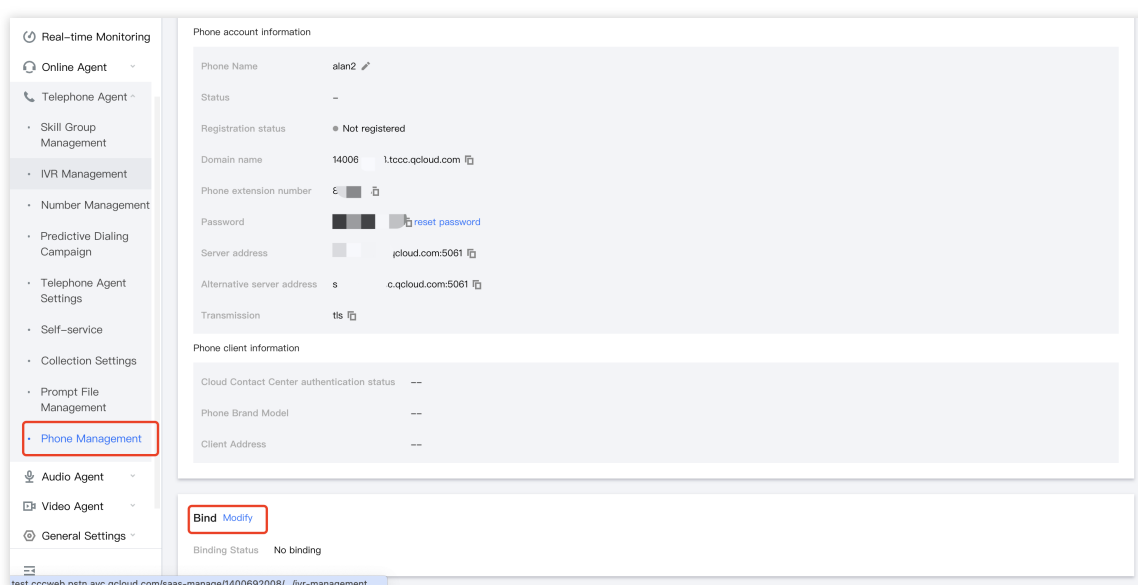 Real-time Monitoring
Online Agent
Telephone Agent
Skill Group
Management
IVR Management
Number Management
Predictive Dialing
Campaign
Telephone Agent
Settings
Self-service
Collection Settings
Prompt File
Management
Phone Management
Audio Agent
Video Agent
General Settings
Phone account information
Phone Name alan2
Status –
Registration status Not registered
Domain name 14006 .tccc.qcloud.com
Phone extension number 8
Password reset password
Server address cloud.com:5061
Alternative server address s c.qcloud.com:5061
Transmission tls
Phone client information
Cloud Contact Center authentication status --
Phone Brand Model --
Client Address --
Bind Modify
Binding Status No binding